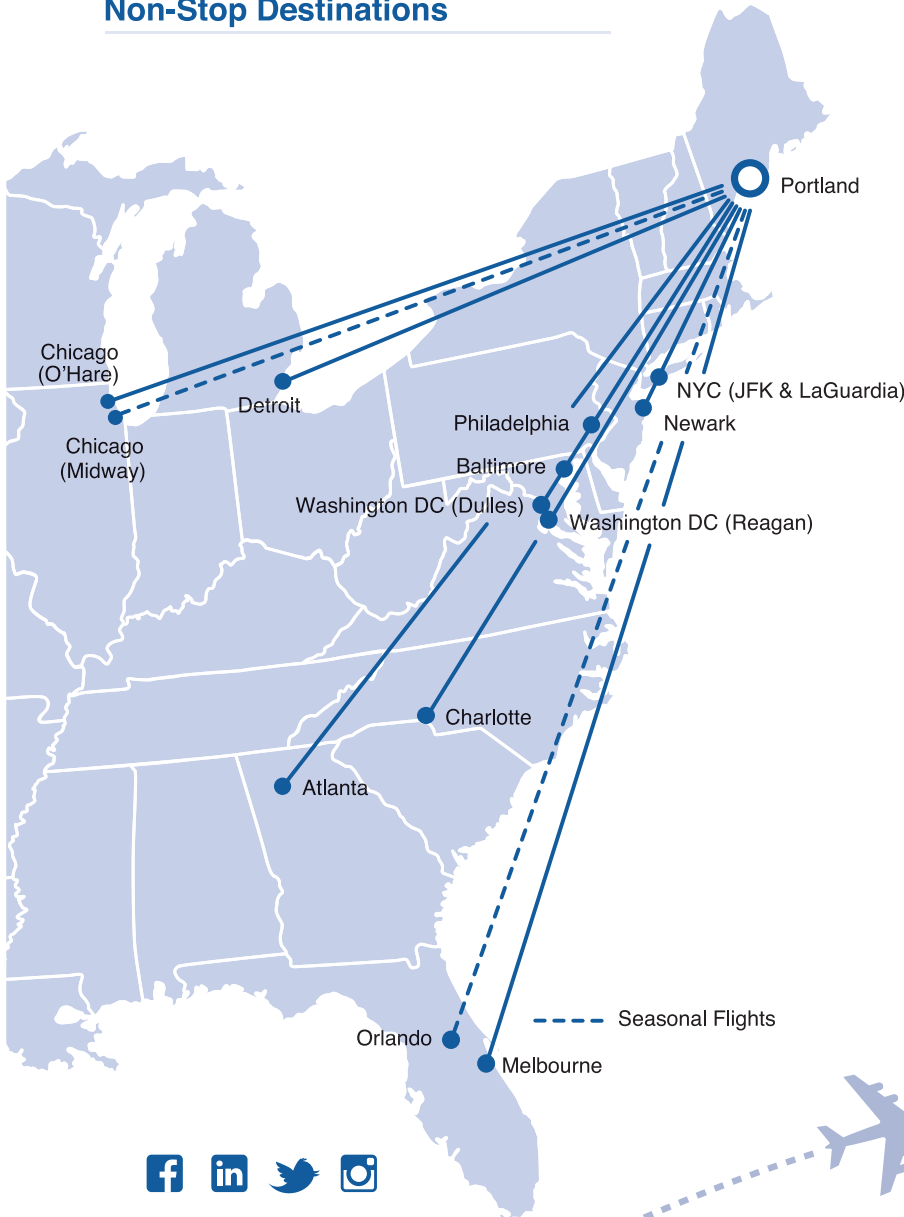 Non-Stop Destinations
Portland
Chicago
(O'Hare)
Detroit
NYC (JFK & LaGuardia)
Chicago
(Midway)
Philadelphia
Newark
Baltimore
Washington DC (Dulles)
Washington DC (Reagan)
Charlotte
Atlanta
Seasonal Flights
Orlando
Melbourne
f
in